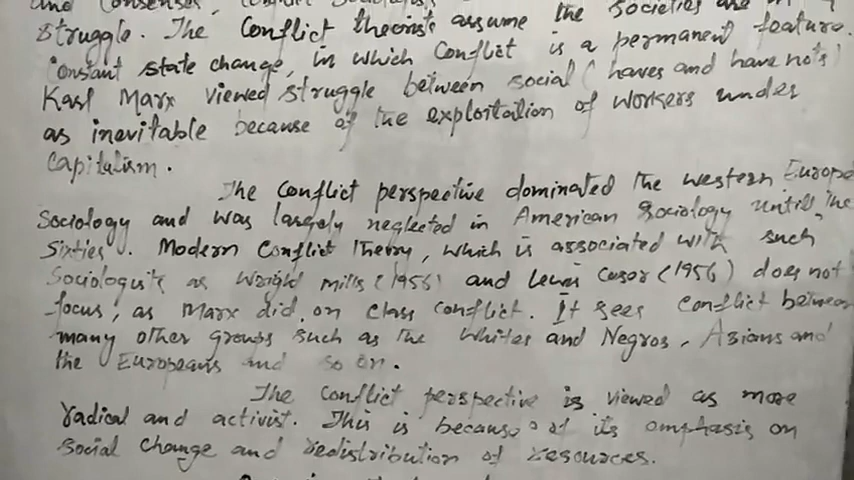 and Consenses, the societies are in
struggle. The Conflict theorists assume
Constant state change, in which Conflict is a permanent feature.
Karl Marx viewed struggle between social (haves and have nots)
as inevitable because of the exploitation of workers under
Capitalism.
The Conflict perspective dominated the western Europe
Sociology and was largely neglected in American Sociology untill the
Sixties. Modern Conflict Theory, which is associated with such
Sociologists as Wright Mills (1956) and Lewis Coser (1956) does not
focus, as Marx did, on class conflict. It sees conflict between
many other groups such as the Whites and Negros, Asians and
the Europeans and so on.
The Conflict perspective is viewed as more
radical and activist. This is because of its emphasis on
social change and redistribution of resources.